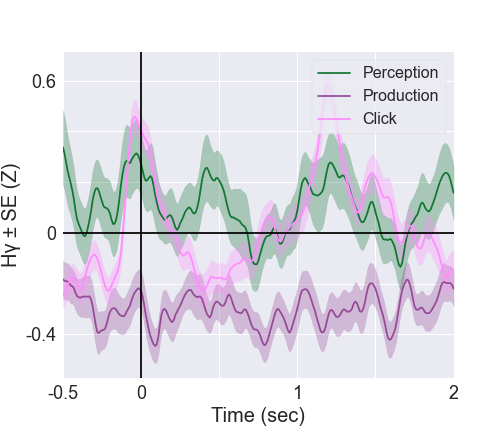 Perception
Production
Click
Hγ ± SE (Z)
0.6
0
-0.4
-0.5
0
1
2
Time (sec)